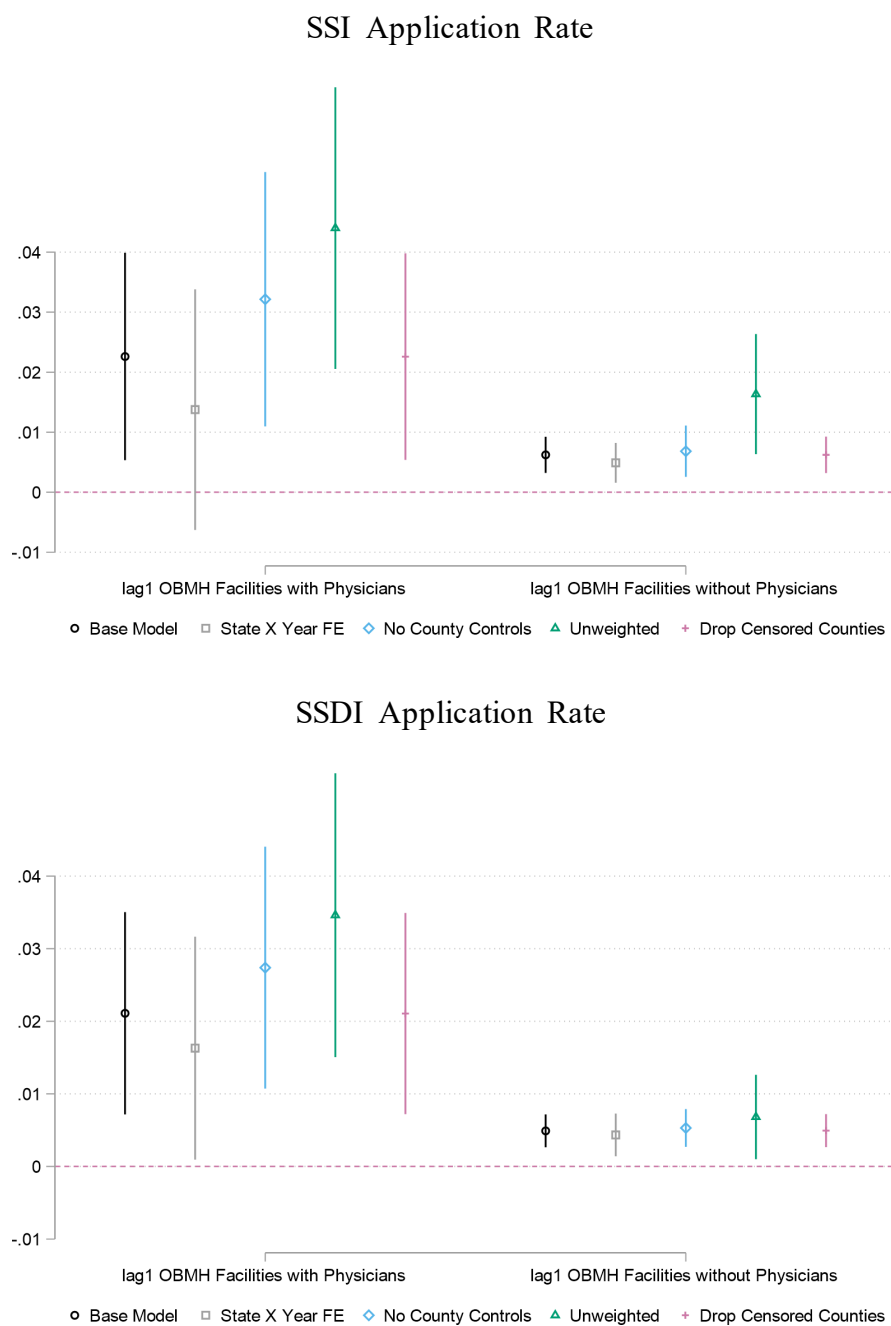 SSI Application Rate
.04
.03
.02
.01
0
-.01
lag1 OBMH Facilities with Physicians lag1 OBMH Facilities without Physicians
Base Model State X Year FE No County Controls Unweighted Drop Censored Counties
SSDI Application Rate
.04
.03
.02
.01
0
-.01
lag1 OBMH Facilities with Physicians lag1 OBMH Facilities without Physicians
Base Model State X Year FE No County Controls Unweighted Drop Censored Counties